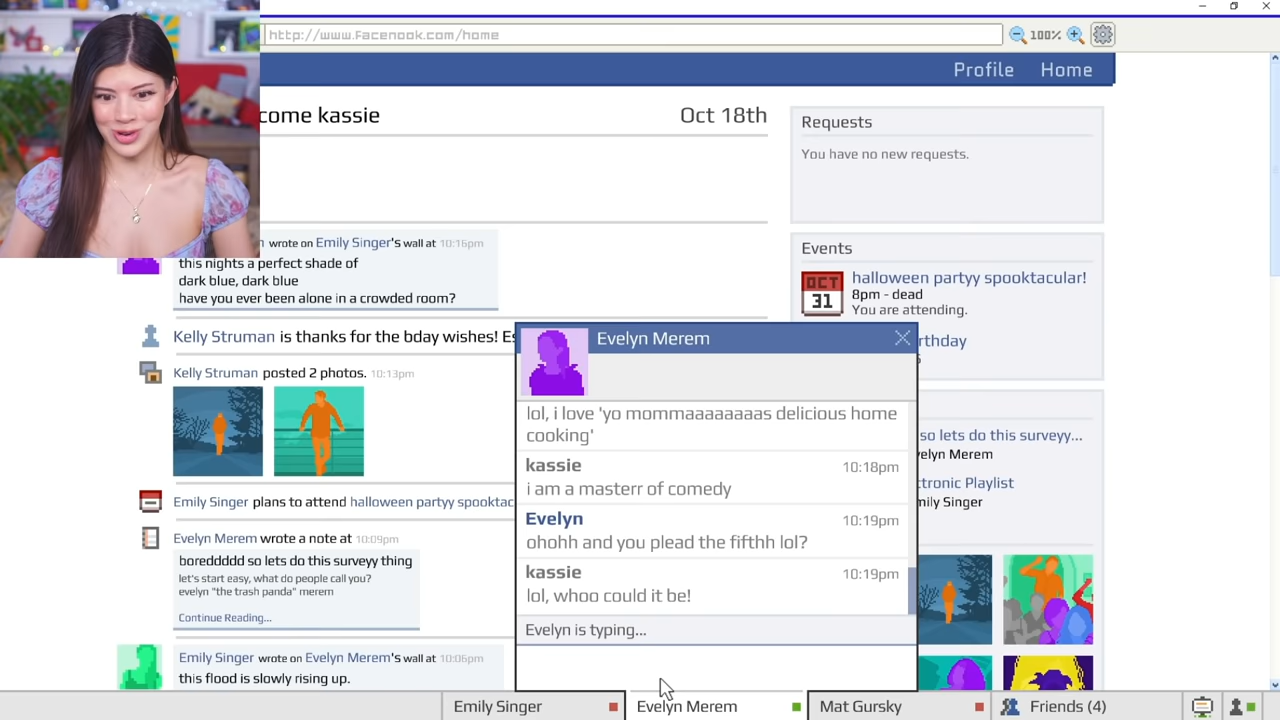 http://www.facenook.com/home
100%
Profile
Home
come kassie
Oct 18th
Requests
You have no new requests.
Events
halloween partyy spooktacular!
OCT
31
8pm - dead
You are attending.
wrote on Emily Singer's wall at 10:16pm
this nights a perfect shade of
dark blue, dark blue
have you ever been alone in a crowded room?
Kelly Struman is thanks for the bday wishes!
Kelly Struman posted 2 photos. 10:13pm
Emily Singer plans to attend halloween partyy spooktac
Evelyn Merem wrote a note at 10:09pm
boreddddd so lets do this surveyy thing
let's start easy, what do people call you?
evelyn "the trash panda" merem
Continue Reading...
Emily Singer wrote on Evelyn Merem's wall at 10:06pm
this flood is slowly rising up.
Evelyn Merem
lol, i love 'yo mommaaaaaaaas delicious home
cooking'
kassie 10:18pm
i am a masterr of comedy
Evelyn 10:19pm
ohohh and you plead the fifthh lol?
kassie 10:19pm
lol, whoo could it be!
Evelyn is typing...
rthday
so lets do this surveyy...
velyn Merem
ctronic Playlist
mily Singer
Emily Singer
Evelyn Merem
Mat Gursky
Friends (4)